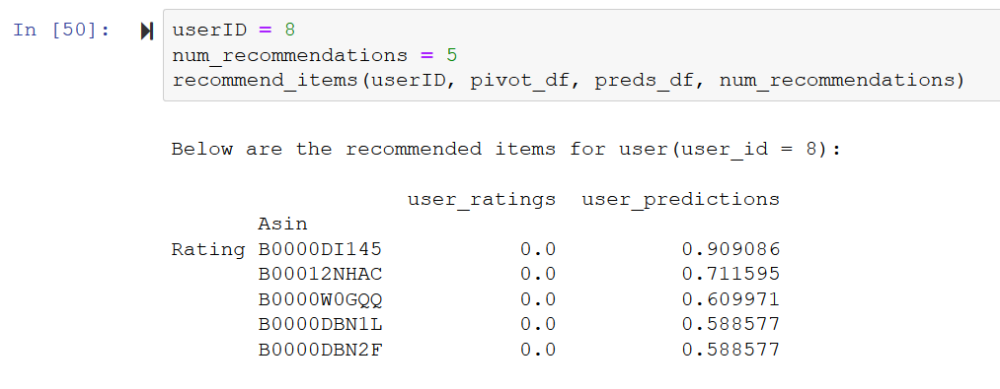 In [50]:
userID = 8
num_recommendations = 5
recommend_items(userID, pivot_df, preds_df, num_recommendations)
Below are the recommended items for user(user_id = 8):
user_ratings user_predictions
Asin
Rating B0000DI145 0.0 0.909086
B00012NHAC 0.0 0.711595
B0000W0GQQ 0.0 0.609971
B0000DBN1L 0.0 0.588577
B0000DBN2F 0.0 0.588577